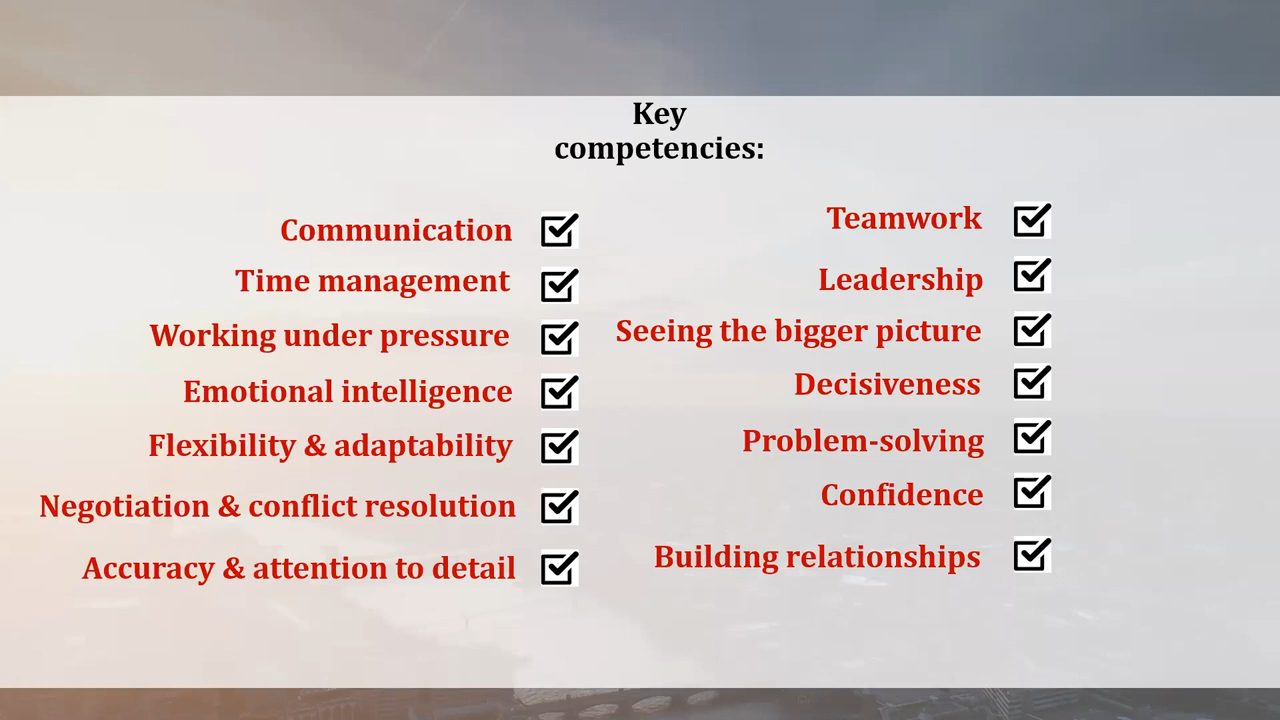 Key
competencies:
Communication
Time management
Working under pressure
Emotional intelligence
Flexibility & adaptability
Negotiation & conflict resolution
Accuracy & attention to detail
Teamwork
Leadership
Seeing the bigger picture
Decisiveness
Problem-solving
Confidence
Building relationships